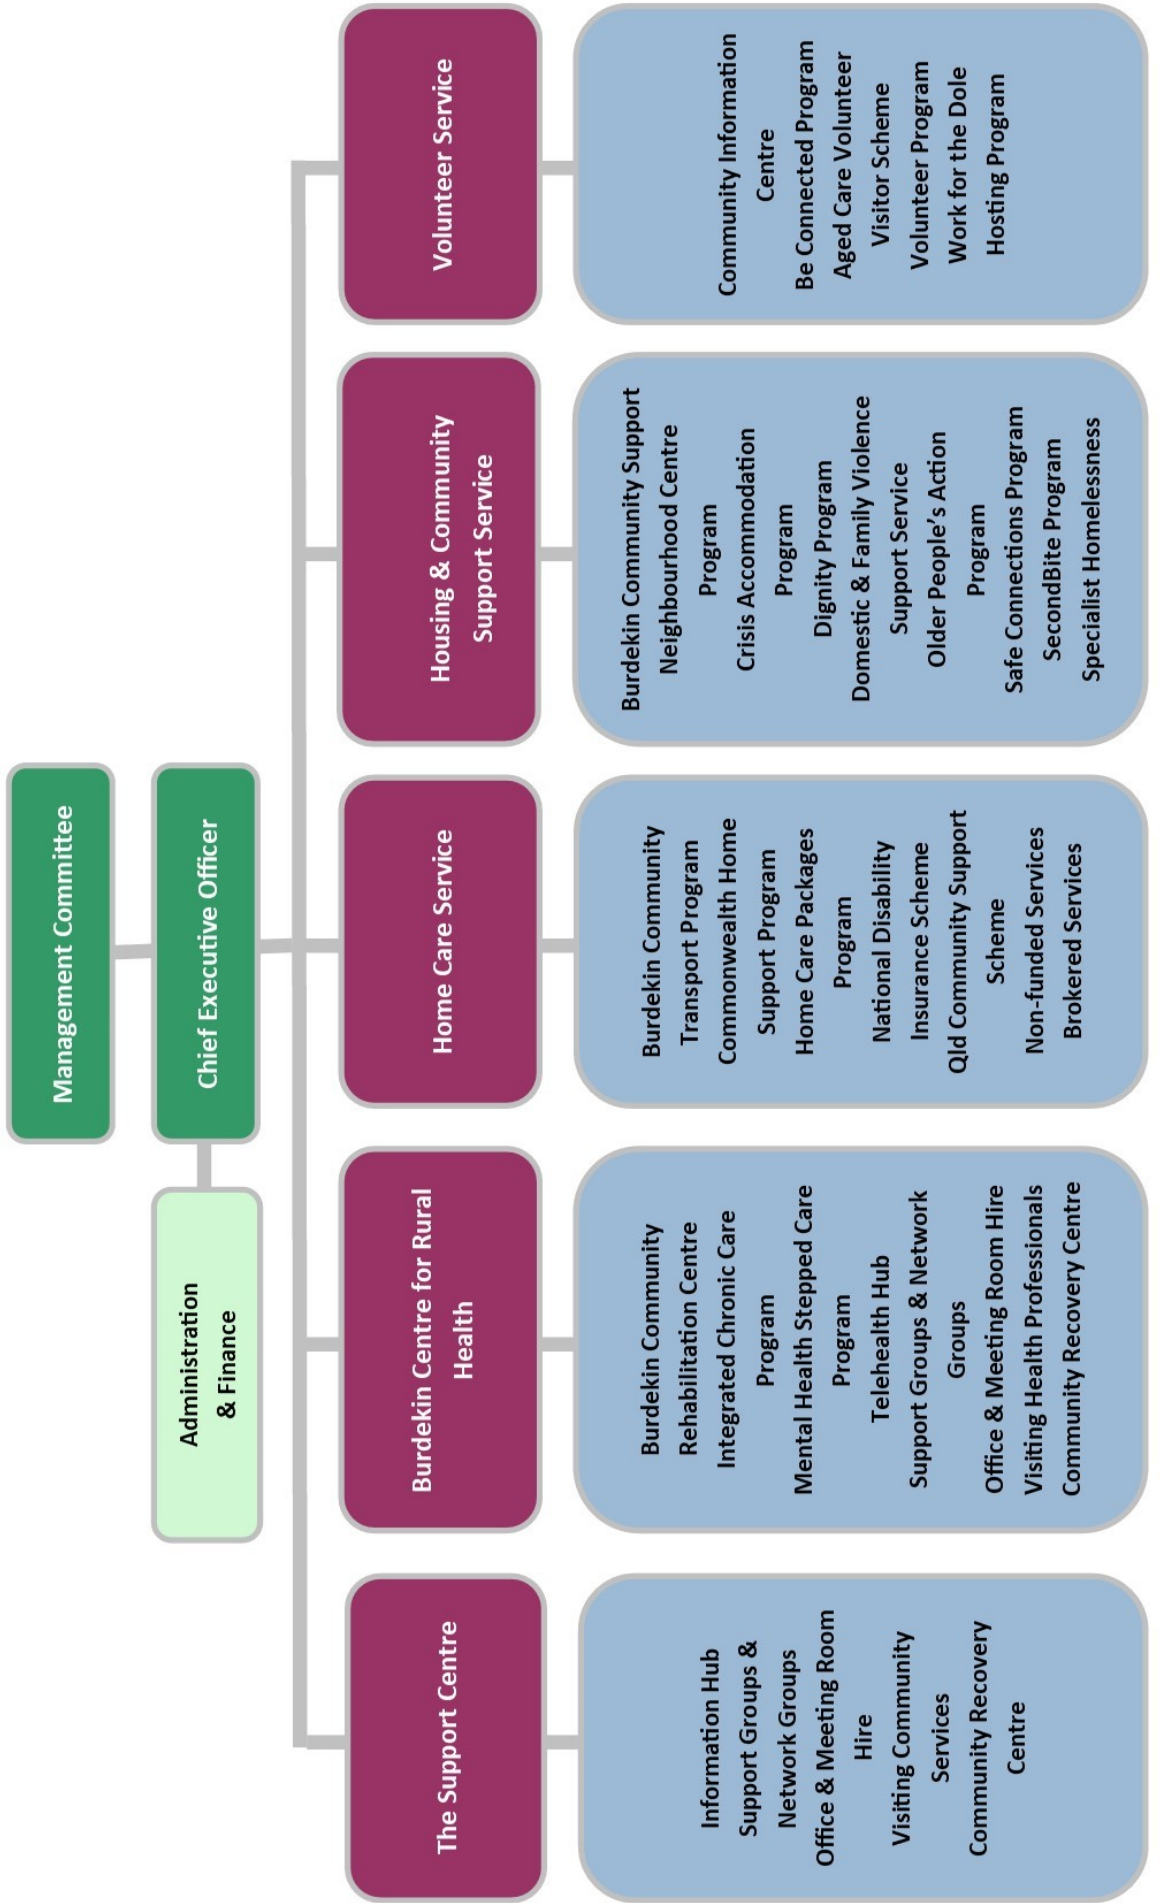 Management Committee
Chief Executive Officer
Administration
& Finance
The Support Centre
Burdekin Centre for Rural
Health
Home Care Service
Housing & Community
Support Service
Volunteer Service
Information Hub
Support Groups &
Network Groups
Office & Meeting Room
Hire
Visiting Community
Services
Community Recovery
Centre
Burdekin Community
Rehabilitation Centre
Integrated Chronic Care
Program
Mental Health Stepped Care
Program
Telehealth Hub
Support Groups & Network
Groups
Office & Meeting Room Hire
Visiting Health Professionals
Community Recovery Centre
Burdekin Community
Transport Program
Commonwealth Home
Support Program
Home Care Packages
Program
National Disability
Insurance Scheme
Qld Community Support
Scheme
Non-funded Services
Brokered Services
Burdekin Community Support
Neighbourhood Centre
Program
Crisis Accommodation
Program
Dignity Program
Domestic & Family Violence
Support Service
Older People's Action
Program
Safe Connections Program
SecondBite Program
Specialist Homelessness
Community Information
Centre
Be Connected Program
Aged Care Volunteer
Visitor Scheme
Volunteer Program
Work for the Dole
Hosting Program